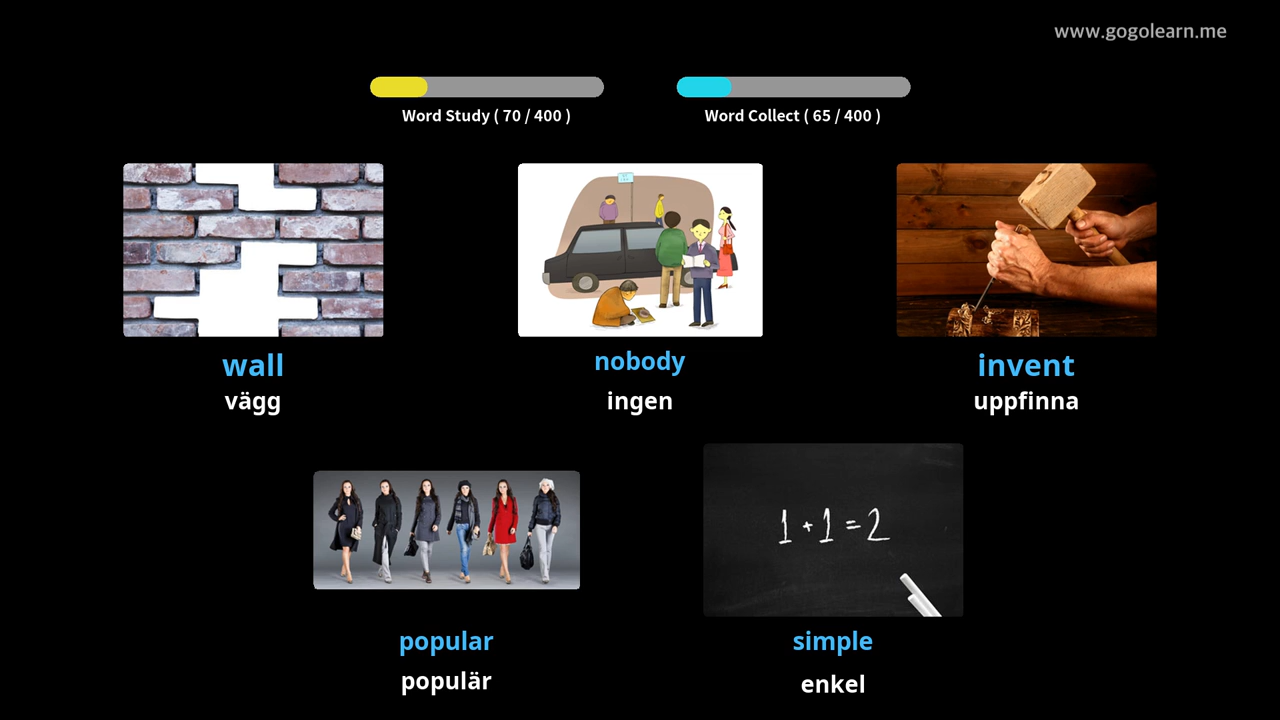 www.gogolearn.me
Word Study ( 70 / 400 )
Word Collect ( 65 / 400 )
wall
vägg
nobody
ingen
invent
uppfinna
1 + 1 = 2
popular
populär
simple
enkel